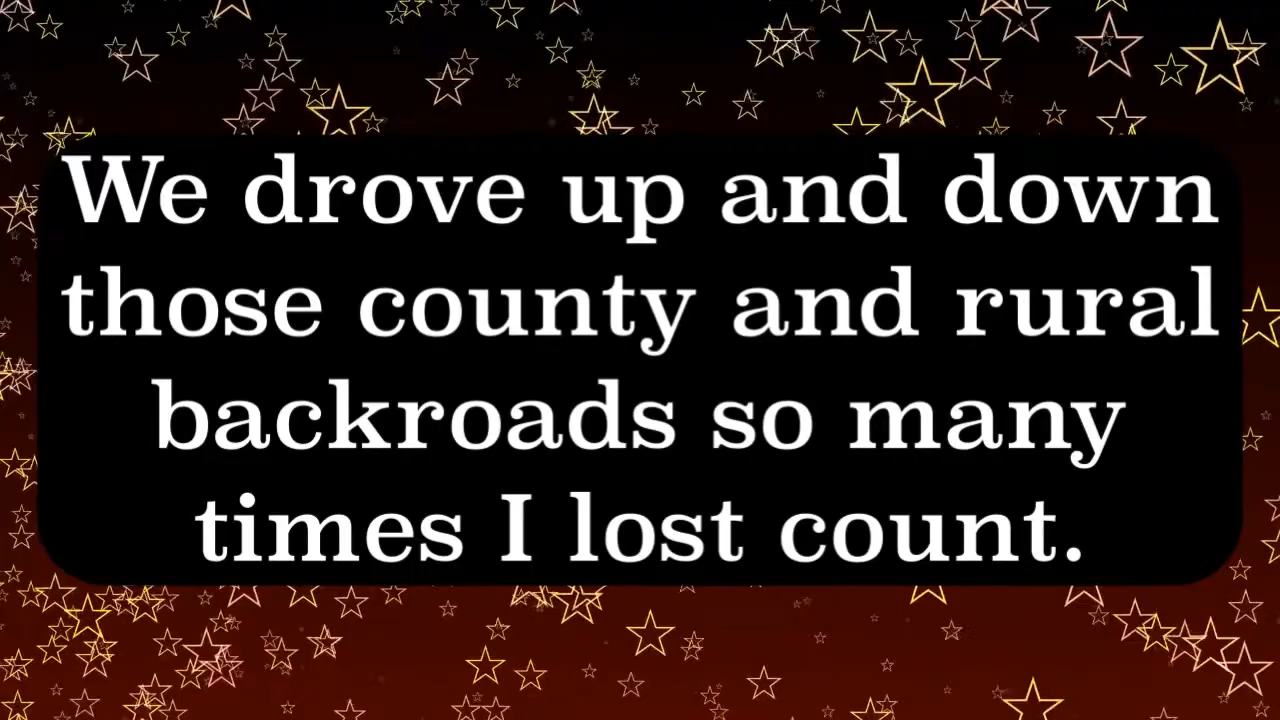 We drove up and down
those county and rural
backroads so many
times I lost count.